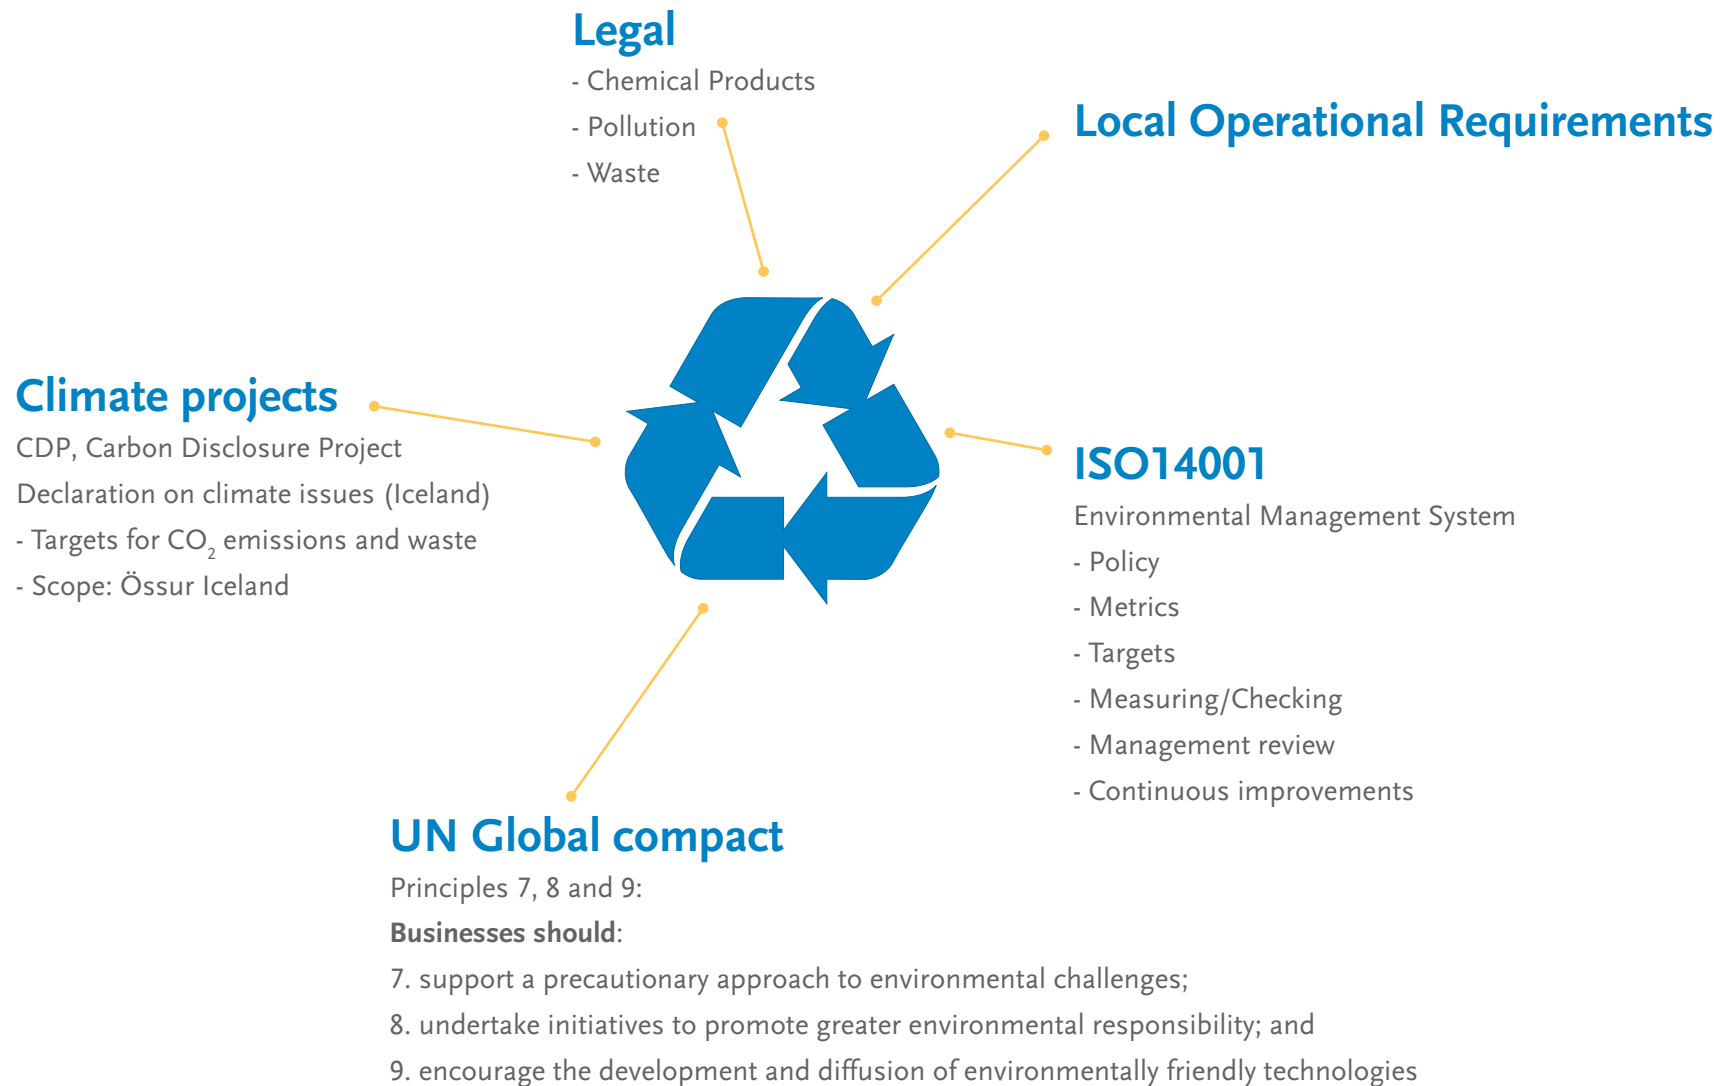 Legal
- Chemical Products
- Pollution
- Waste
Local Operational Requirements
Climate projects
CDP, Carbon Disclosure Project
Declaration on climate issues (Iceland)
- Targets for CO₂ emissions and waste
- Scope: Össur Iceland
ISO14001
Environmental Management System
- Policy
- Metrics
- Targets
- Measuring/Checking
- Management review
- Continuous improvements
UN Global compact
Principles 7, 8 and 9:
Businesses should:
7. support a precautionary approach to environmental challenges;
8. undertake initiatives to promote greater environmental responsibility; and
9. encourage the development and diffusion of environmentally friendly technologies